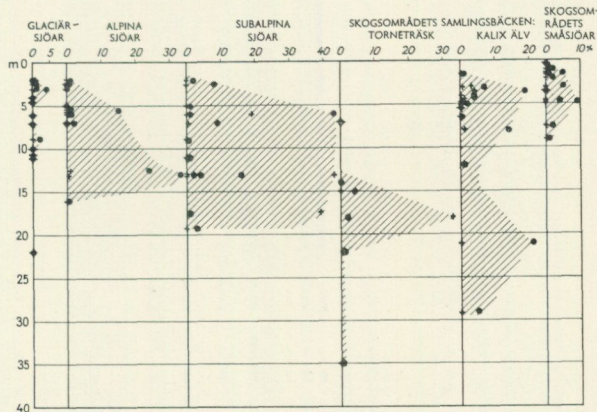 GLACIÄR-
SJÖAR
ALPINA
SJÖAR
SUBALPINA
SJÖAR
SKOGSOMRÅDETS SAMLINGSBÄCKEN:
TORNETRÄSK KALIX ÄLV
SKOGSOM-
RÅDETS
SMÅSJÖAR
0 5 0 10 20 30 0 10 20 30 40 0 10 20 30 0 10 20 0 10%
m 0
5
10
15
20
25
30
35
40